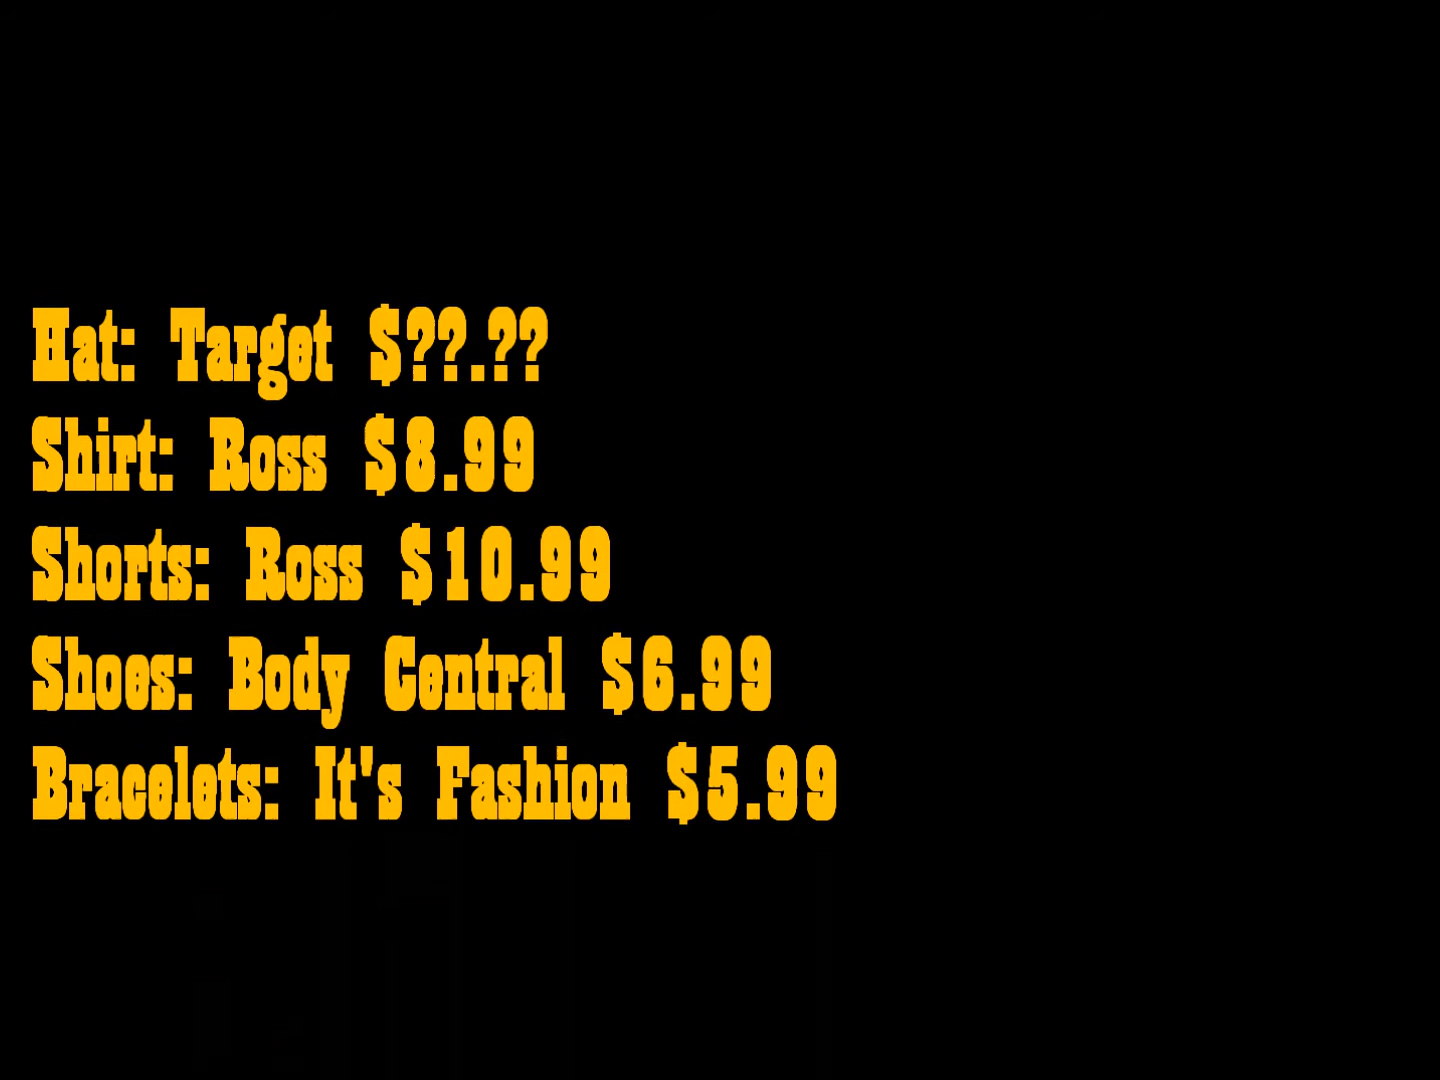 Hat: Target $??.??
Shirt: Ross $8.99
Shorts: Ross $10.99
Shoes: Body Central $6.99
Bracelets: It's Fashion $5.99